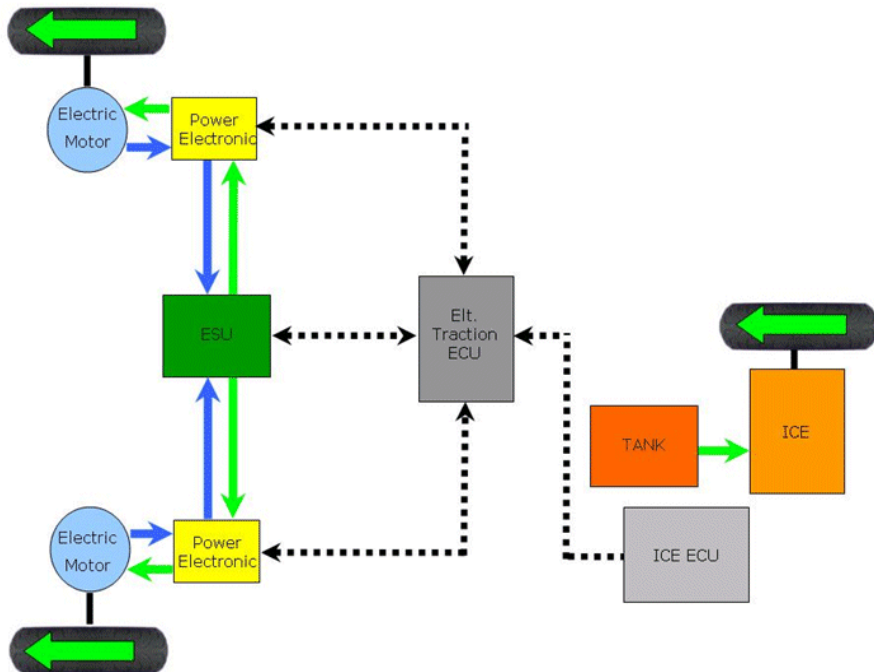 Electric
Motor
Power
Electronic
ESU
Elt.
Traction
ECU
TANK
ICE
ICE ECU
Electric
Motor
Power
Electronic